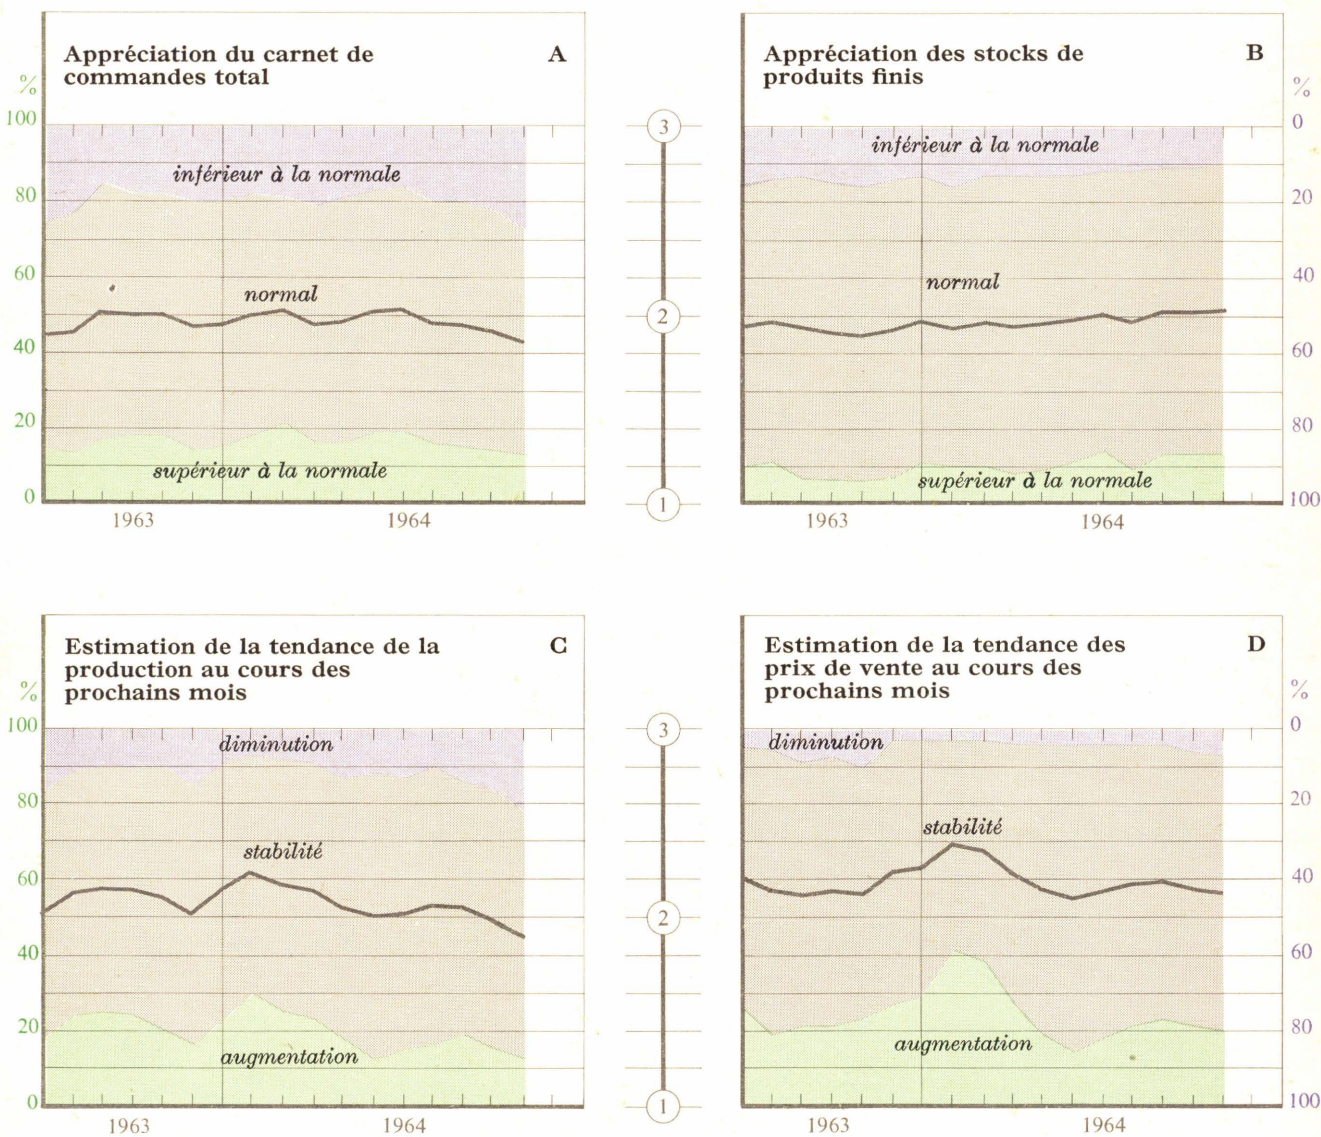 Appréciation du carnet de
commandes total
A
%
100
80
60
40
20
0
inférieur à la normale
normal
supérieur à la normale
1963
1964
3
2
1
Appréciation des stocks de
produits finis
B
%
0
20
40
60
80
100
inférieur à la normale
normal
supérieur à la normale
1963
1964
Estimation de la tendance de la
production au cours des
prochains mois
C
%
100
80
60
40
20
0
diminution
stabilité
augmentation
1963
1964
3
2
1
Estimation de la tendance des
prix de vente au cours des
prochains mois
D
%
0
20
40
60
80
100
diminution
stabilité
augmentation
1963
1964